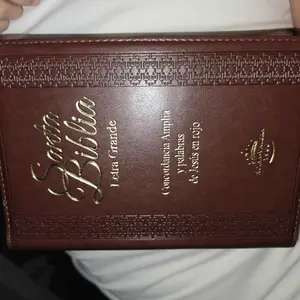 Santa
Biblia
Letra Grande
Concordancia Amplia
y palabras
de Jesús en rojo